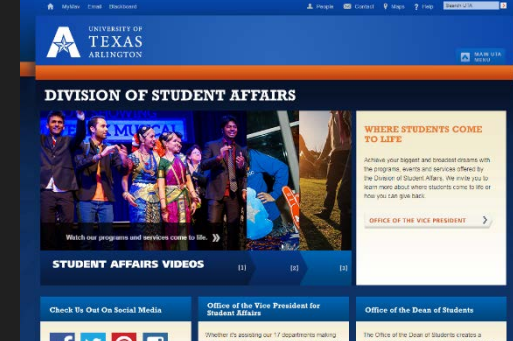 MyMav Email Blackboard People Contact Maps ? Help Search UTA
UNIVERSITY OF
TEXAS
ARLINGTON
MAIN UTA
MENU
DIVISION OF STUDENT AFFAIRS
MUSICAL
WHERE STUDENTS COME
TO LIFE
Achieve your biggest and broadest dreams with
the programs, events and services offered by
the Division of Student Affairs. We invite you to
learn more about where students come to life or
how you can give back.
OFFICE OF THE VICE PRESIDENT
Watch our programs and services come to life.
STUDENT AFFAIRS VIDEOS [1] [2] [3]
Check Us Out On Social Media
Office of the Vice President for
Student Affairs
Whether it's assisting our 17 departments making
Office of the Dean of Students
The Office of the Dean of Students creates a